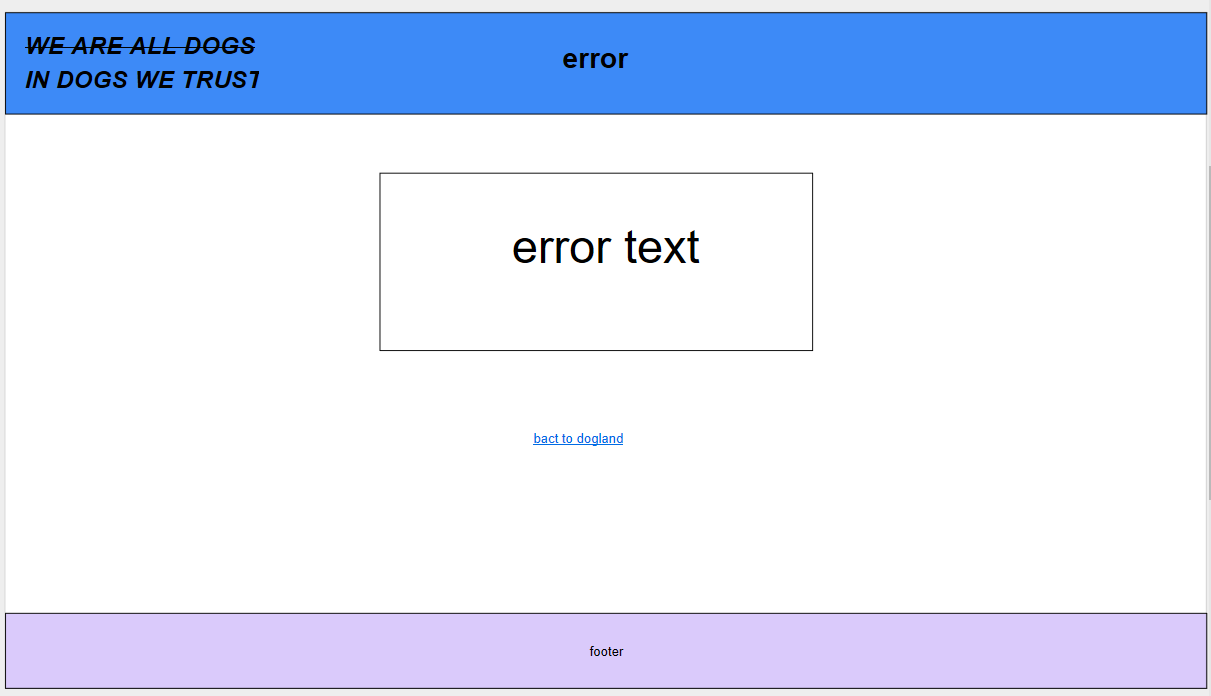 WE ARE ALL DOGS
error
IN DOGS WE TRUST
error text
bact to dogland
footer